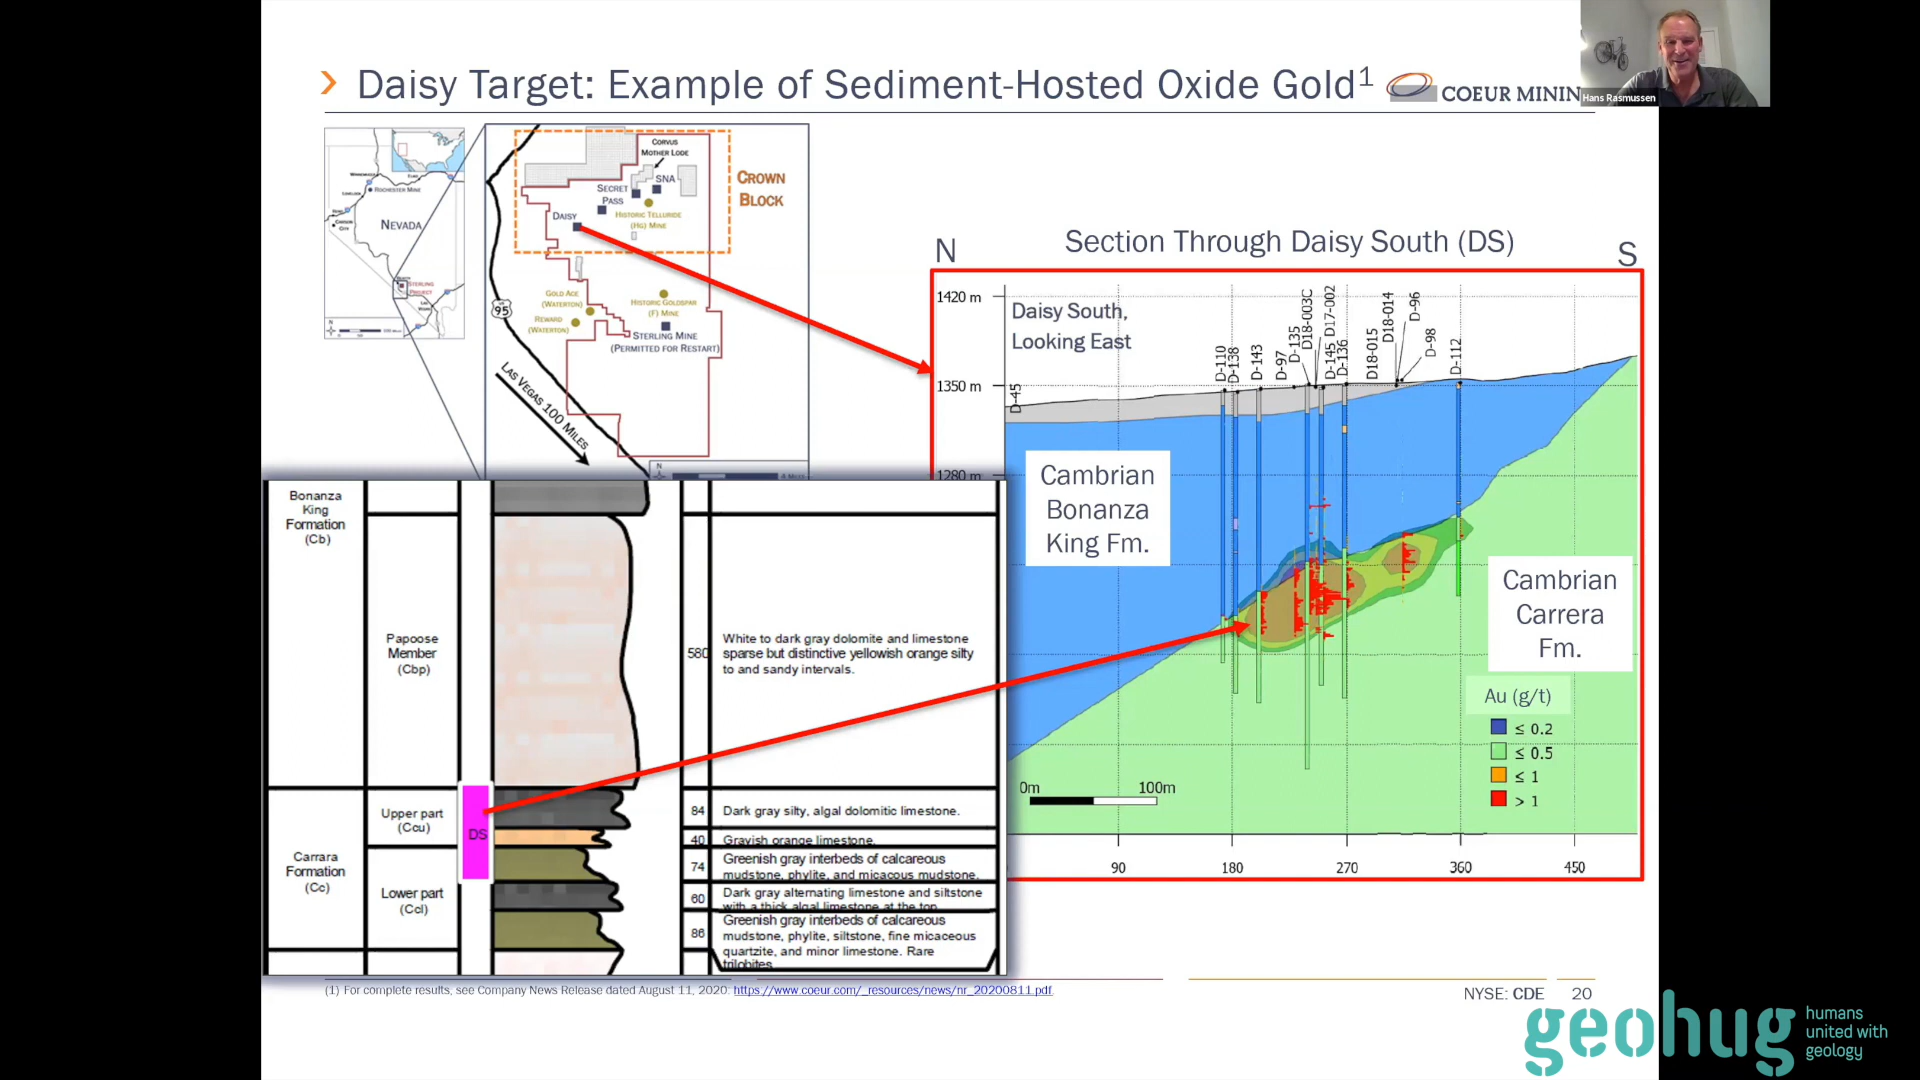 Daisy Target: Example of Sediment-Hosted Oxide Gold1
COEUR MININ
Hans Rasmussen
ROCHESTER MINE
NEVADA
STERLING
PROJECT
N
CORVUS
MOTHER LODE
SNA
SECRET
PASS
DAISY
HISTORIC TELLURIDE
(HG) MINE
CROWN
BLOCK
95
GOLD ACE
(WATERTON)
REWARD
(WATERTON)
HISTORIC GOLDSPAR
(F) MINE
STERLING MINE
(PERMITTED FOR RESTART)
LAS VEGAS 100 MILES
N
N
Section Through Daisy South (DS)
S
1420 m
1350 m
1280 m
Daisy South,
Looking East
D-45
D-110
D-138
D-143
D-97
D-135
D18-003C
D-145
D17-002
D-136
D18-015
D18-014
D-96
D-98
D-112
Cambrian
Bonanza
King Fm.
Cambrian
Carrera
Fm.
Au (g/t)
≤ 0.2
≤ 0.5
≤ 1
> 1
0m
100m
90
180
270
360
450
Bonanza
King
Formation
(Cb)
Papoose
Member
(Cbp)
580
White to dark gray dolomite and limestone
sparse but distinctive yellowish orange silty
to and sandy intervals.
Carrara
Formation
(Cc)
Upper part
(Ccu)
Lower part
(Ccl)
DS
84
Dark gray silty, algal dolomitic limestone.
40
Grayish orange limestone.
74
Greenish gray interbeds of calcareous
mudstone, phylite, and micacous mudstone.
60
Dark gray alternating limestone and siltstone
with a thick algal limestone at the top.
86
Greenish gray interbeds of calcareous
mudstone, phylite, siltstone, fine micaceous
quartzite, and minor limestone. Rare
trilobites
(1) For complete results, see Company News Release dated August 11, 2020: https://www.coeur.com/_resources/news/nr_20200811.pdf.
NYSE: CDE
20
geohug
humans
united with
geology